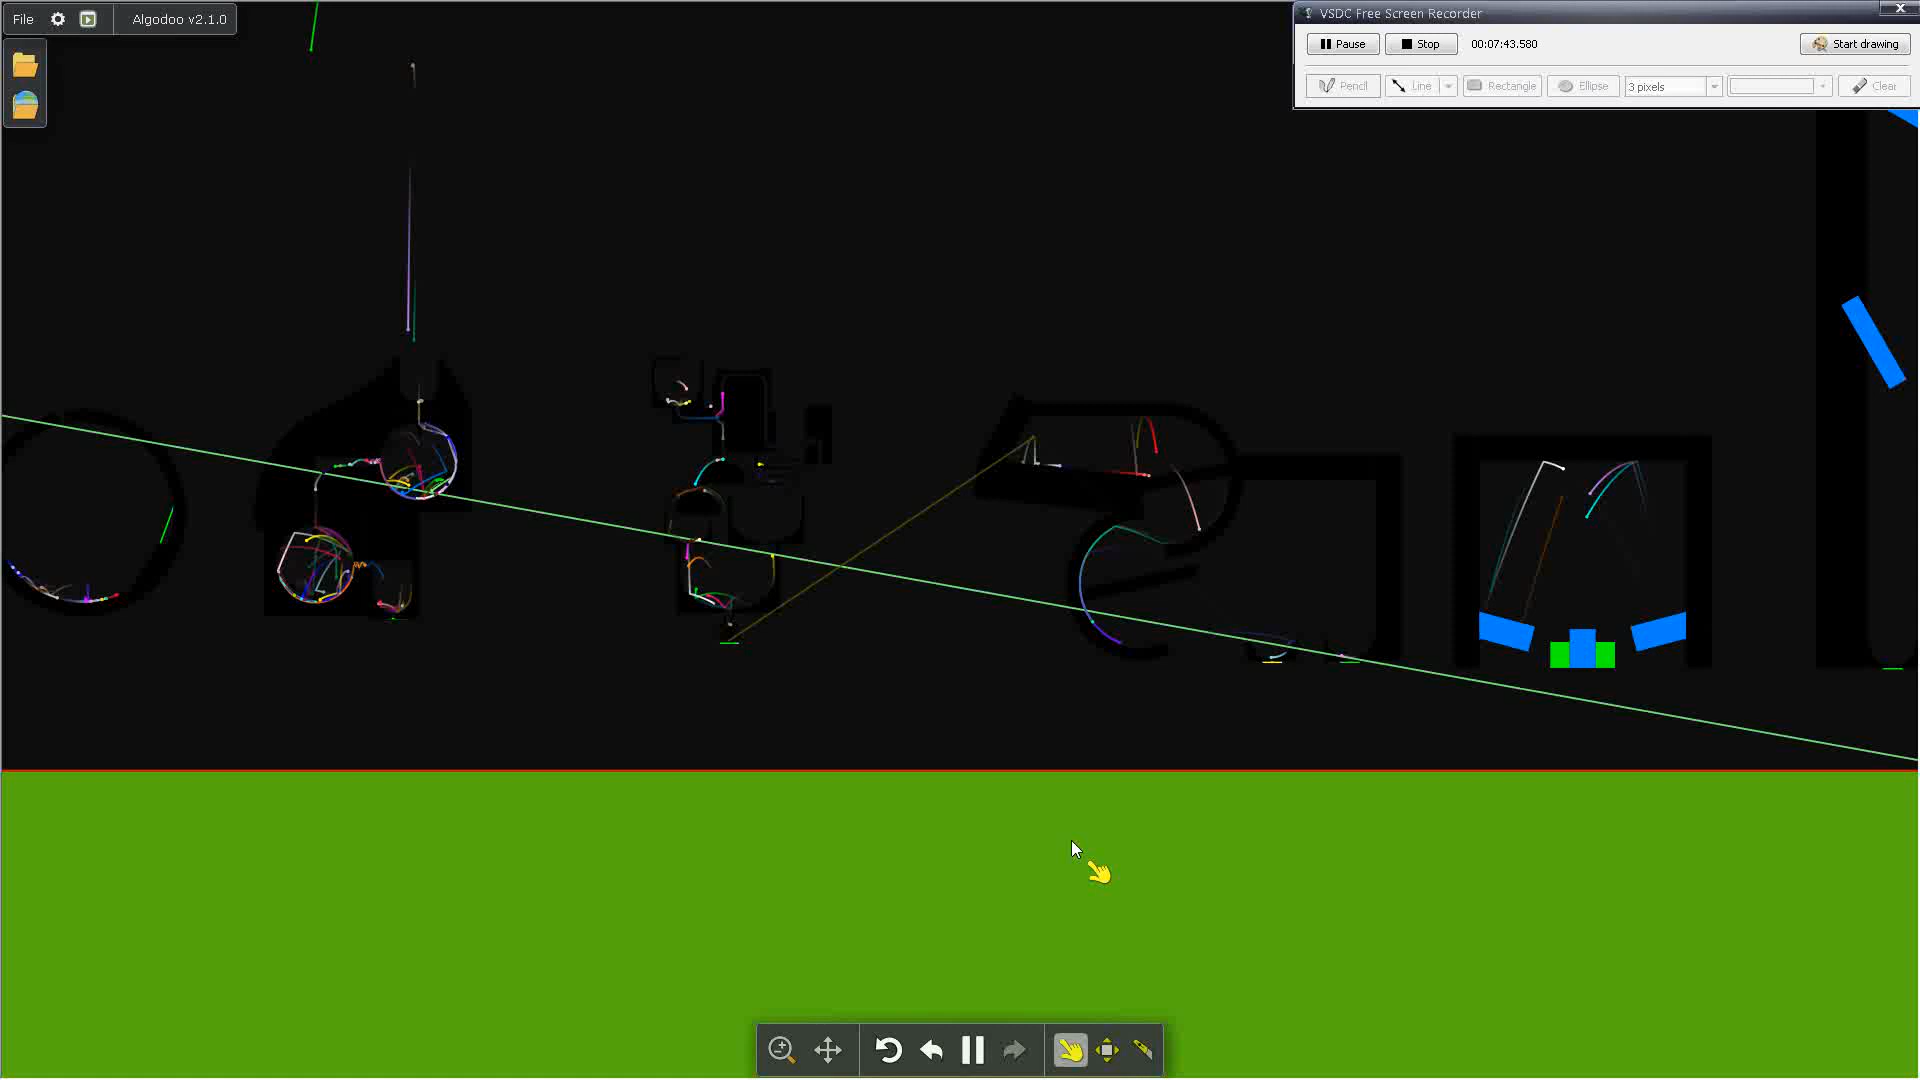 File
Algodoo v2.1.0
VSDC Free Screen Recorder
Pause
Stop
00:07:43.580
Start drawing
Pencil
Line
Rectangle
Ellipse
3 pixels
Clear